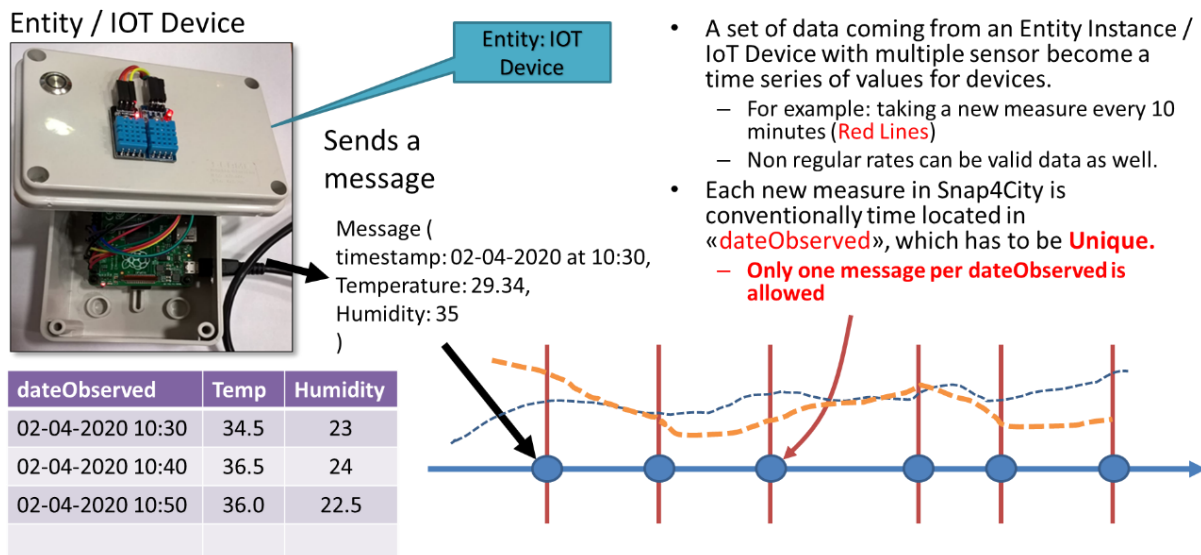 Entity / IOT Device
Entity: IOT
Device
Sends a
message
Message (
timestamp: 02-04-2020 at 10:30,
Temperature: 29.34,
Humidity: 35
)
dateObserved Temp Humidity
02-04-2020 10:30 34.5 23
02-04-2020 10:40 36.5 24
02-04-2020 10:50 36.0 22.5
• A set of data coming from an Entity Instance /
IoT Device with multiple sensor become a
time series of values for devices.
– For example: taking a new measure every 10
minutes (Red Lines)
– Non regular rates can be valid data as well.
• Each new measure in Snap4City is
conventionally time located in
«dateObserved», which has to be Unique.
– Only one message per dateObserved is
allowed